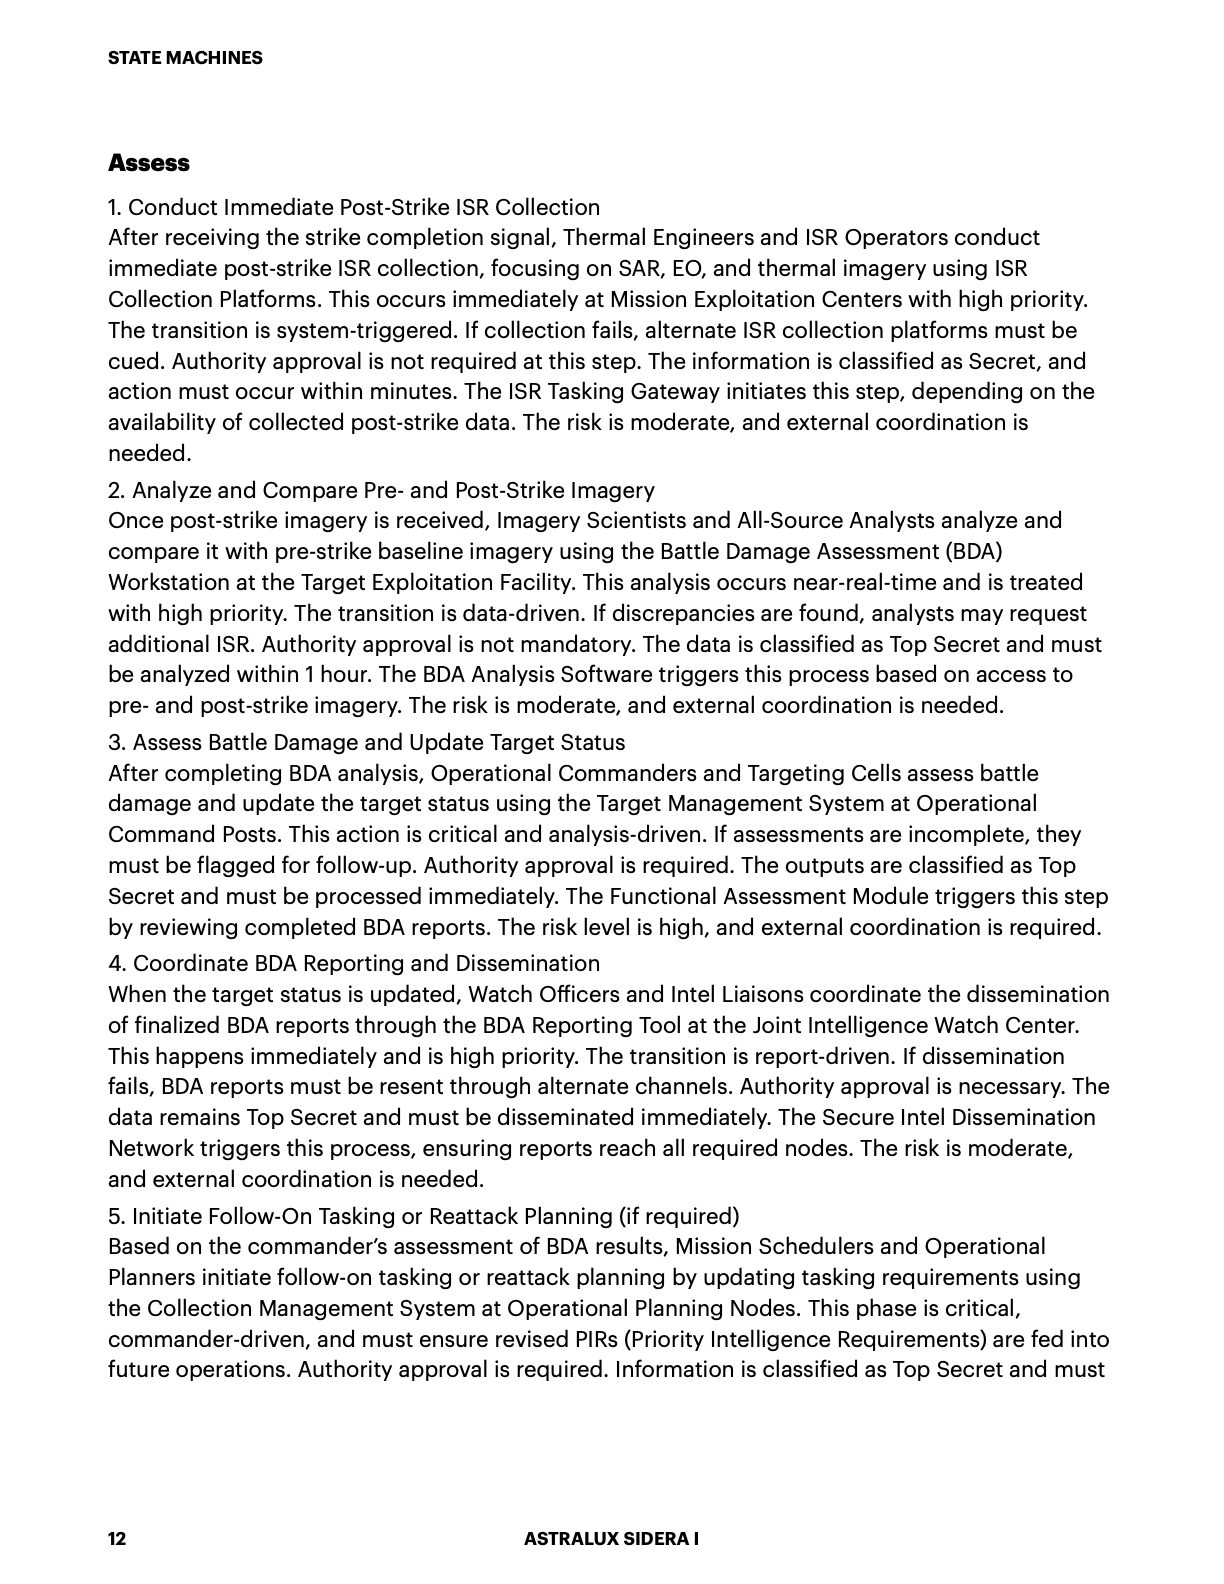 STATE MACHINES
Assess
1. Conduct Immediate Post-Strike ISR Collection
After receiving the strike completion signal, Thermal Engineers and ISR Operators conduct
immediate post-strike ISR collection, focusing on SAR, EO, and thermal imagery using ISR
Collection Platforms. This occurs immediately at Mission Exploitation Centers with high priority.
The transition is system-triggered. If collection fails, alternate ISR collection platforms must be
cued. Authority approval is not required at this step. The information is classified as Secret, and
action must occur within minutes. The ISR Tasking Gateway initiates this step, depending on the
availability of collected post-strike data. The risk is moderate, and external coordination is
needed.
2. Analyze and Compare Pre- and Post-Strike Imagery
Once post-strike imagery is received, Imagery Scientists and All-Source Analysts analyze and
compare it with pre-strike baseline imagery using the Battle Damage Assessment (BDA)
Workstation at the Target Exploitation Facility. This analysis occurs near-real-time and is treated
with high priority. The transition is data-driven. If discrepancies are found, analysts may request
additional ISR. Authority approval is not mandatory. The data is classified as Top Secret and must
be analyzed within 1 hour. The BDA Analysis Software triggers this process based on access to
pre- and post-strike imagery. The risk is moderate, and external coordination is needed.
3. Assess Battle Damage and Update Target Status
After completing BDA analysis, Operational Commanders and Targeting Cells assess battle
damage and update the target status using the Target Management System at Operational
Command Posts. This action is critical and analysis-driven. If assessments are incomplete, they
must be flagged for follow-up. Authority approval is required. The outputs are classified as Top
Secret and must be processed immediately. The Functional Assessment Module triggers this step
by reviewing completed BDA reports. The risk level is high, and external coordination is required.
4. Coordinate BDA Reporting and Dissemination
When the target status is updated, Watch Officers and Intel Liaisons coordinate the dissemination
of finalized BDA reports through the BDA Reporting Tool at the Joint Intelligence Watch Center.
This happens immediately and is high priority. The transition is report-driven. If dissemination
fails, BDA reports must be resent through alternate channels. Authority approval is necessary. The
data remains Top Secret and must be disseminated immediately. The Secure Intel Dissemination
Network triggers this process, ensuring reports reach all required nodes. The risk is moderate,
and external coordination is needed.
5. Initiate Follow-On Tasking or Reattack Planning (if required)
Based on the commander’s assessment of BDA results, Mission Schedulers and Operational
Planners initiate follow-on tasking or reattack planning by updating tasking requirements using
the Collection Management System at Operational Planning Nodes. This phase is critical,
commander-driven, and must ensure revised PIRs (Priority Intelligence Requirements) are fed into
future operations. Authority approval is required. Information is classified as Top Secret and must
12
ASTRALUX SIDERA I